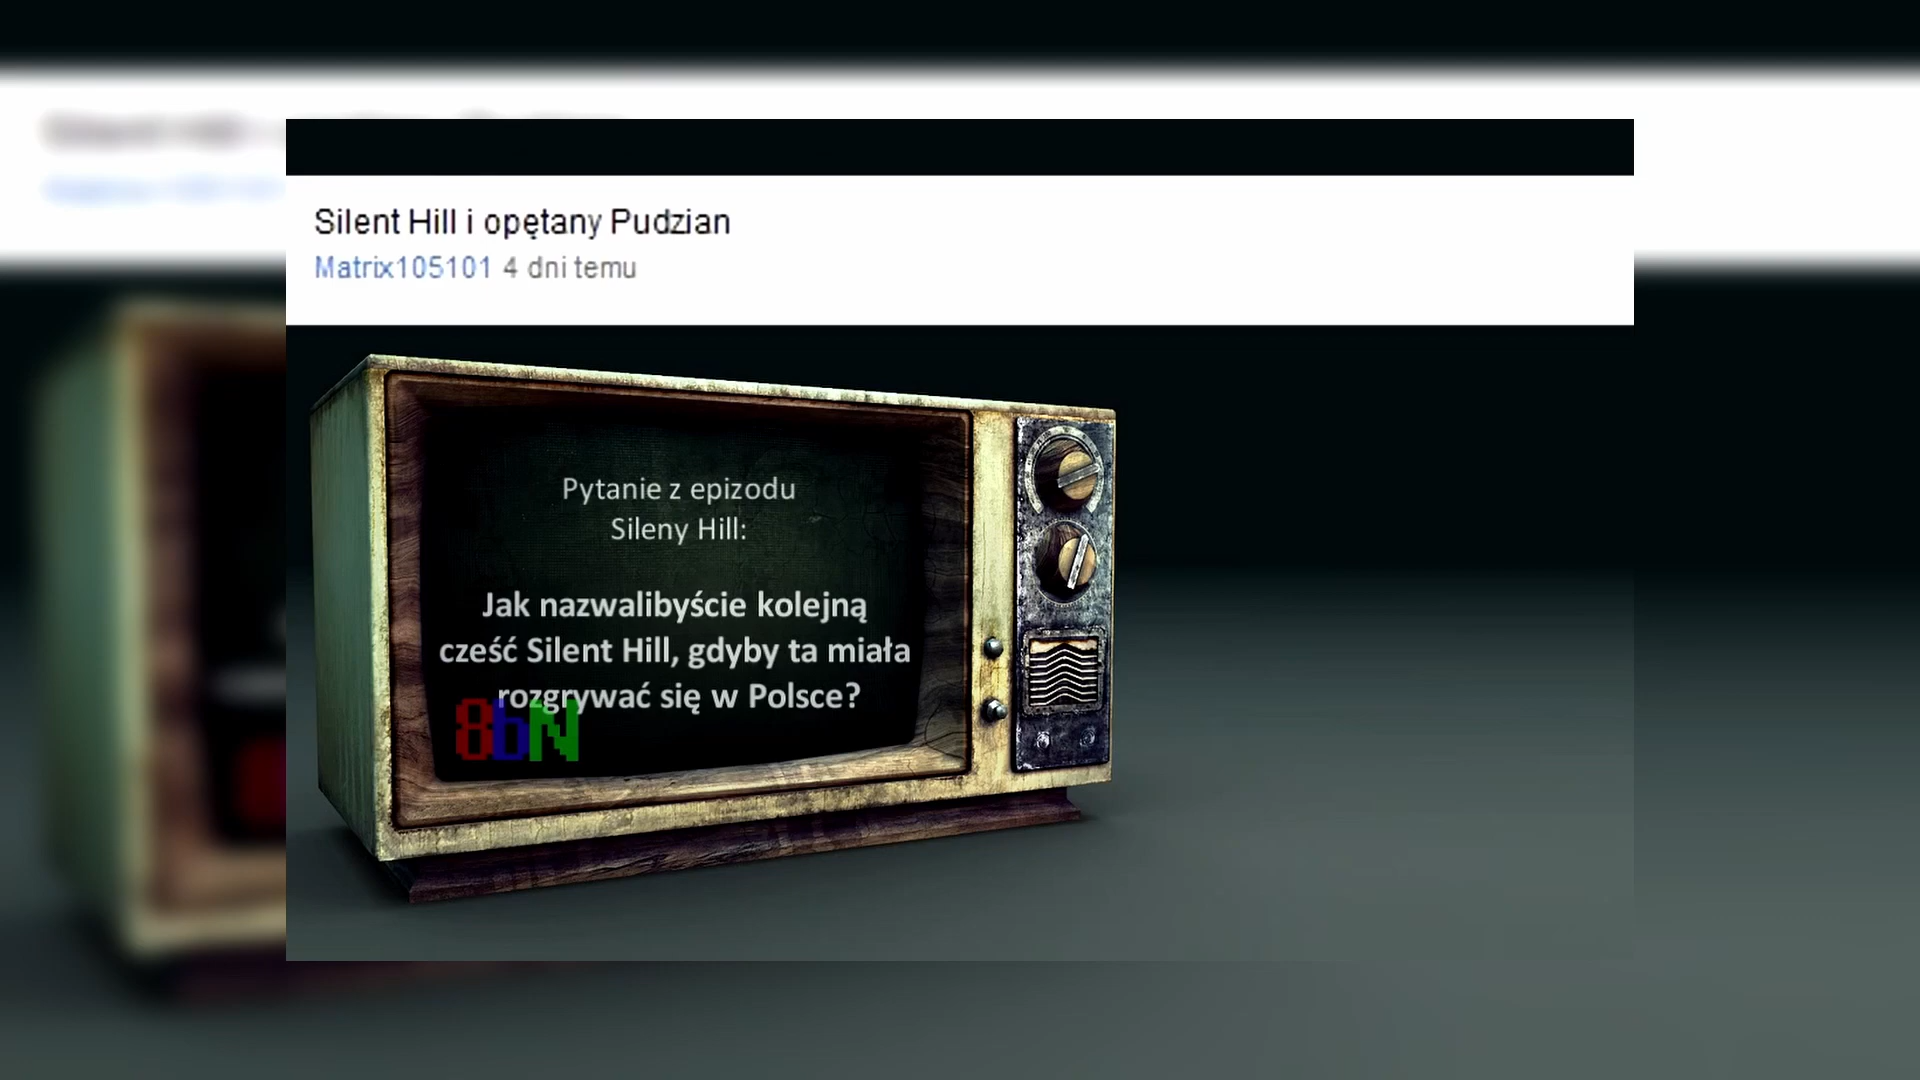 Silent Hill i opętany Pudzian
Matrix105101 4 dni temu
Pytanie z epizodu
Sileny Hill:
Jak nazwalibyście kolejną
cześć Silent Hill, gdyby ta miała
rozgrywać się w Polsce?
8bN